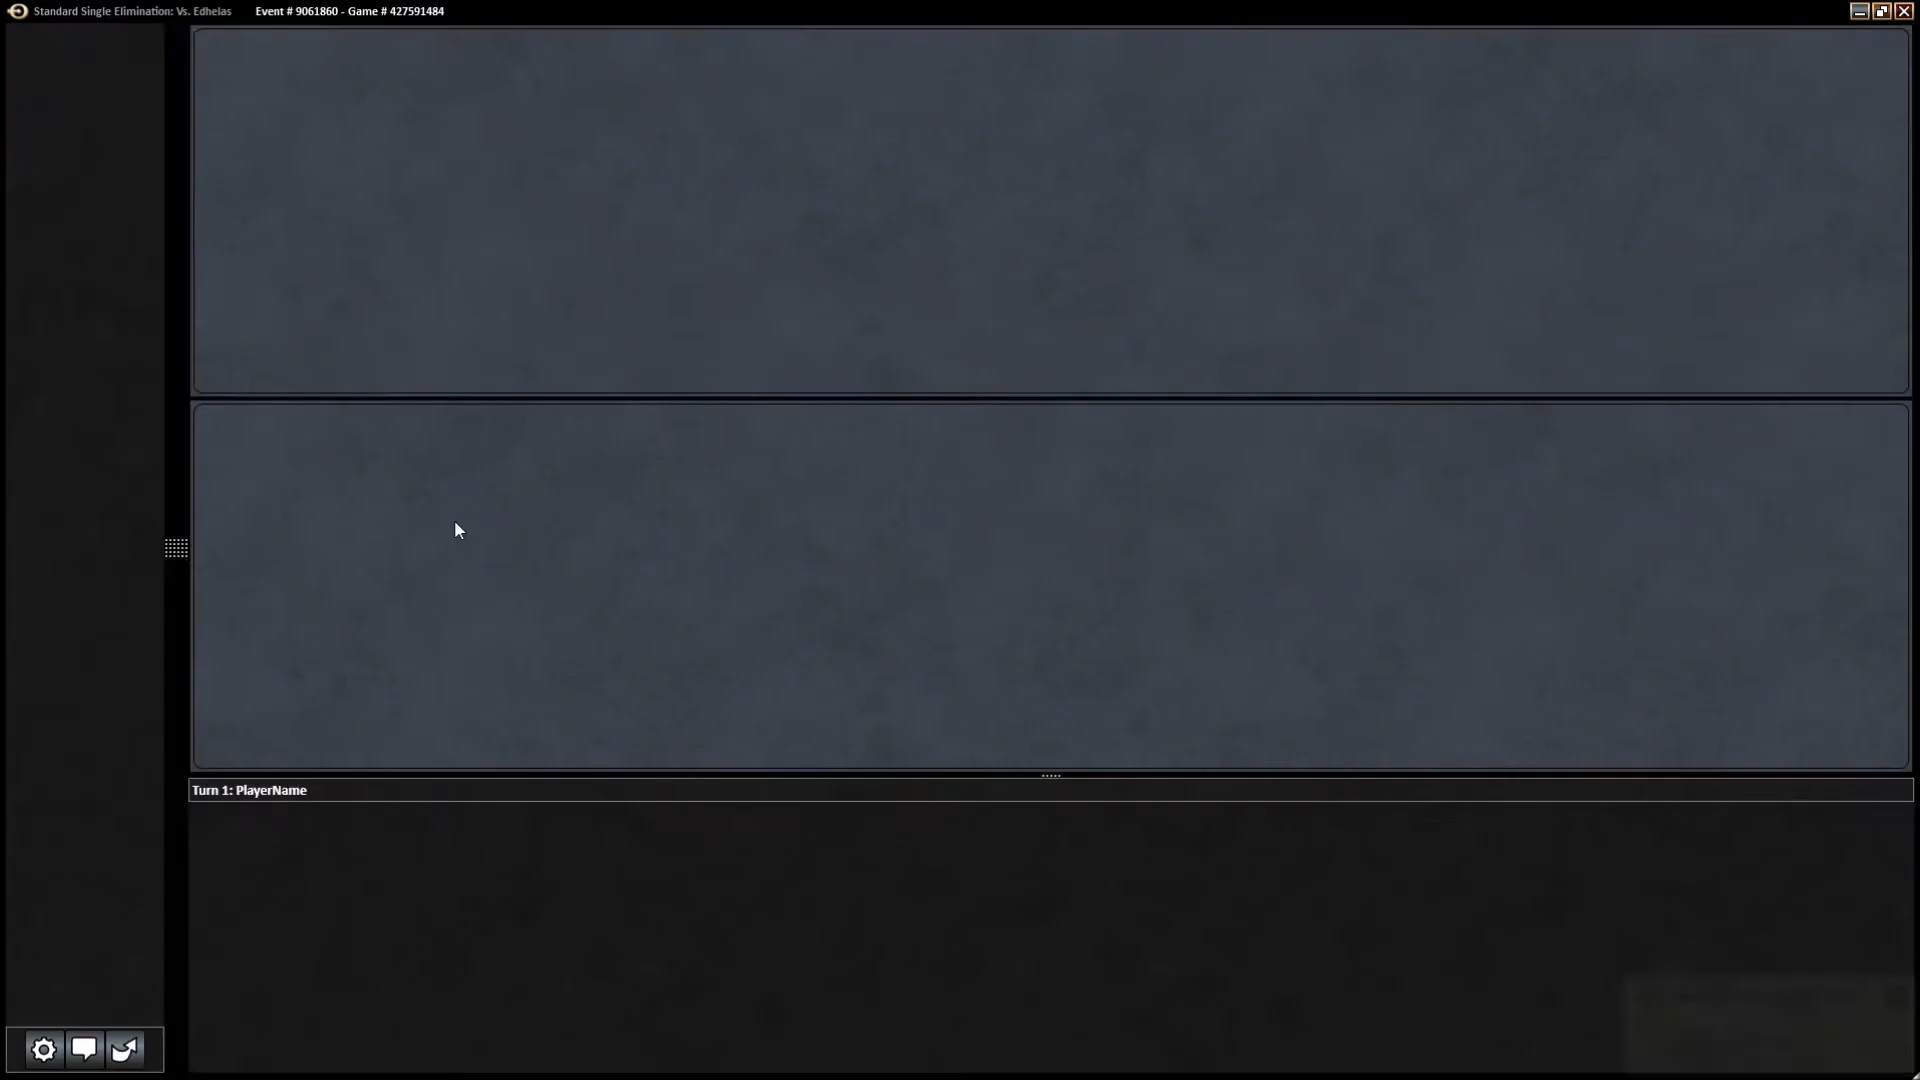 Standard Single Elimination: Vs. Edhelas Event # 9061860 - Game # 427591484
Turn 1: PlayerName